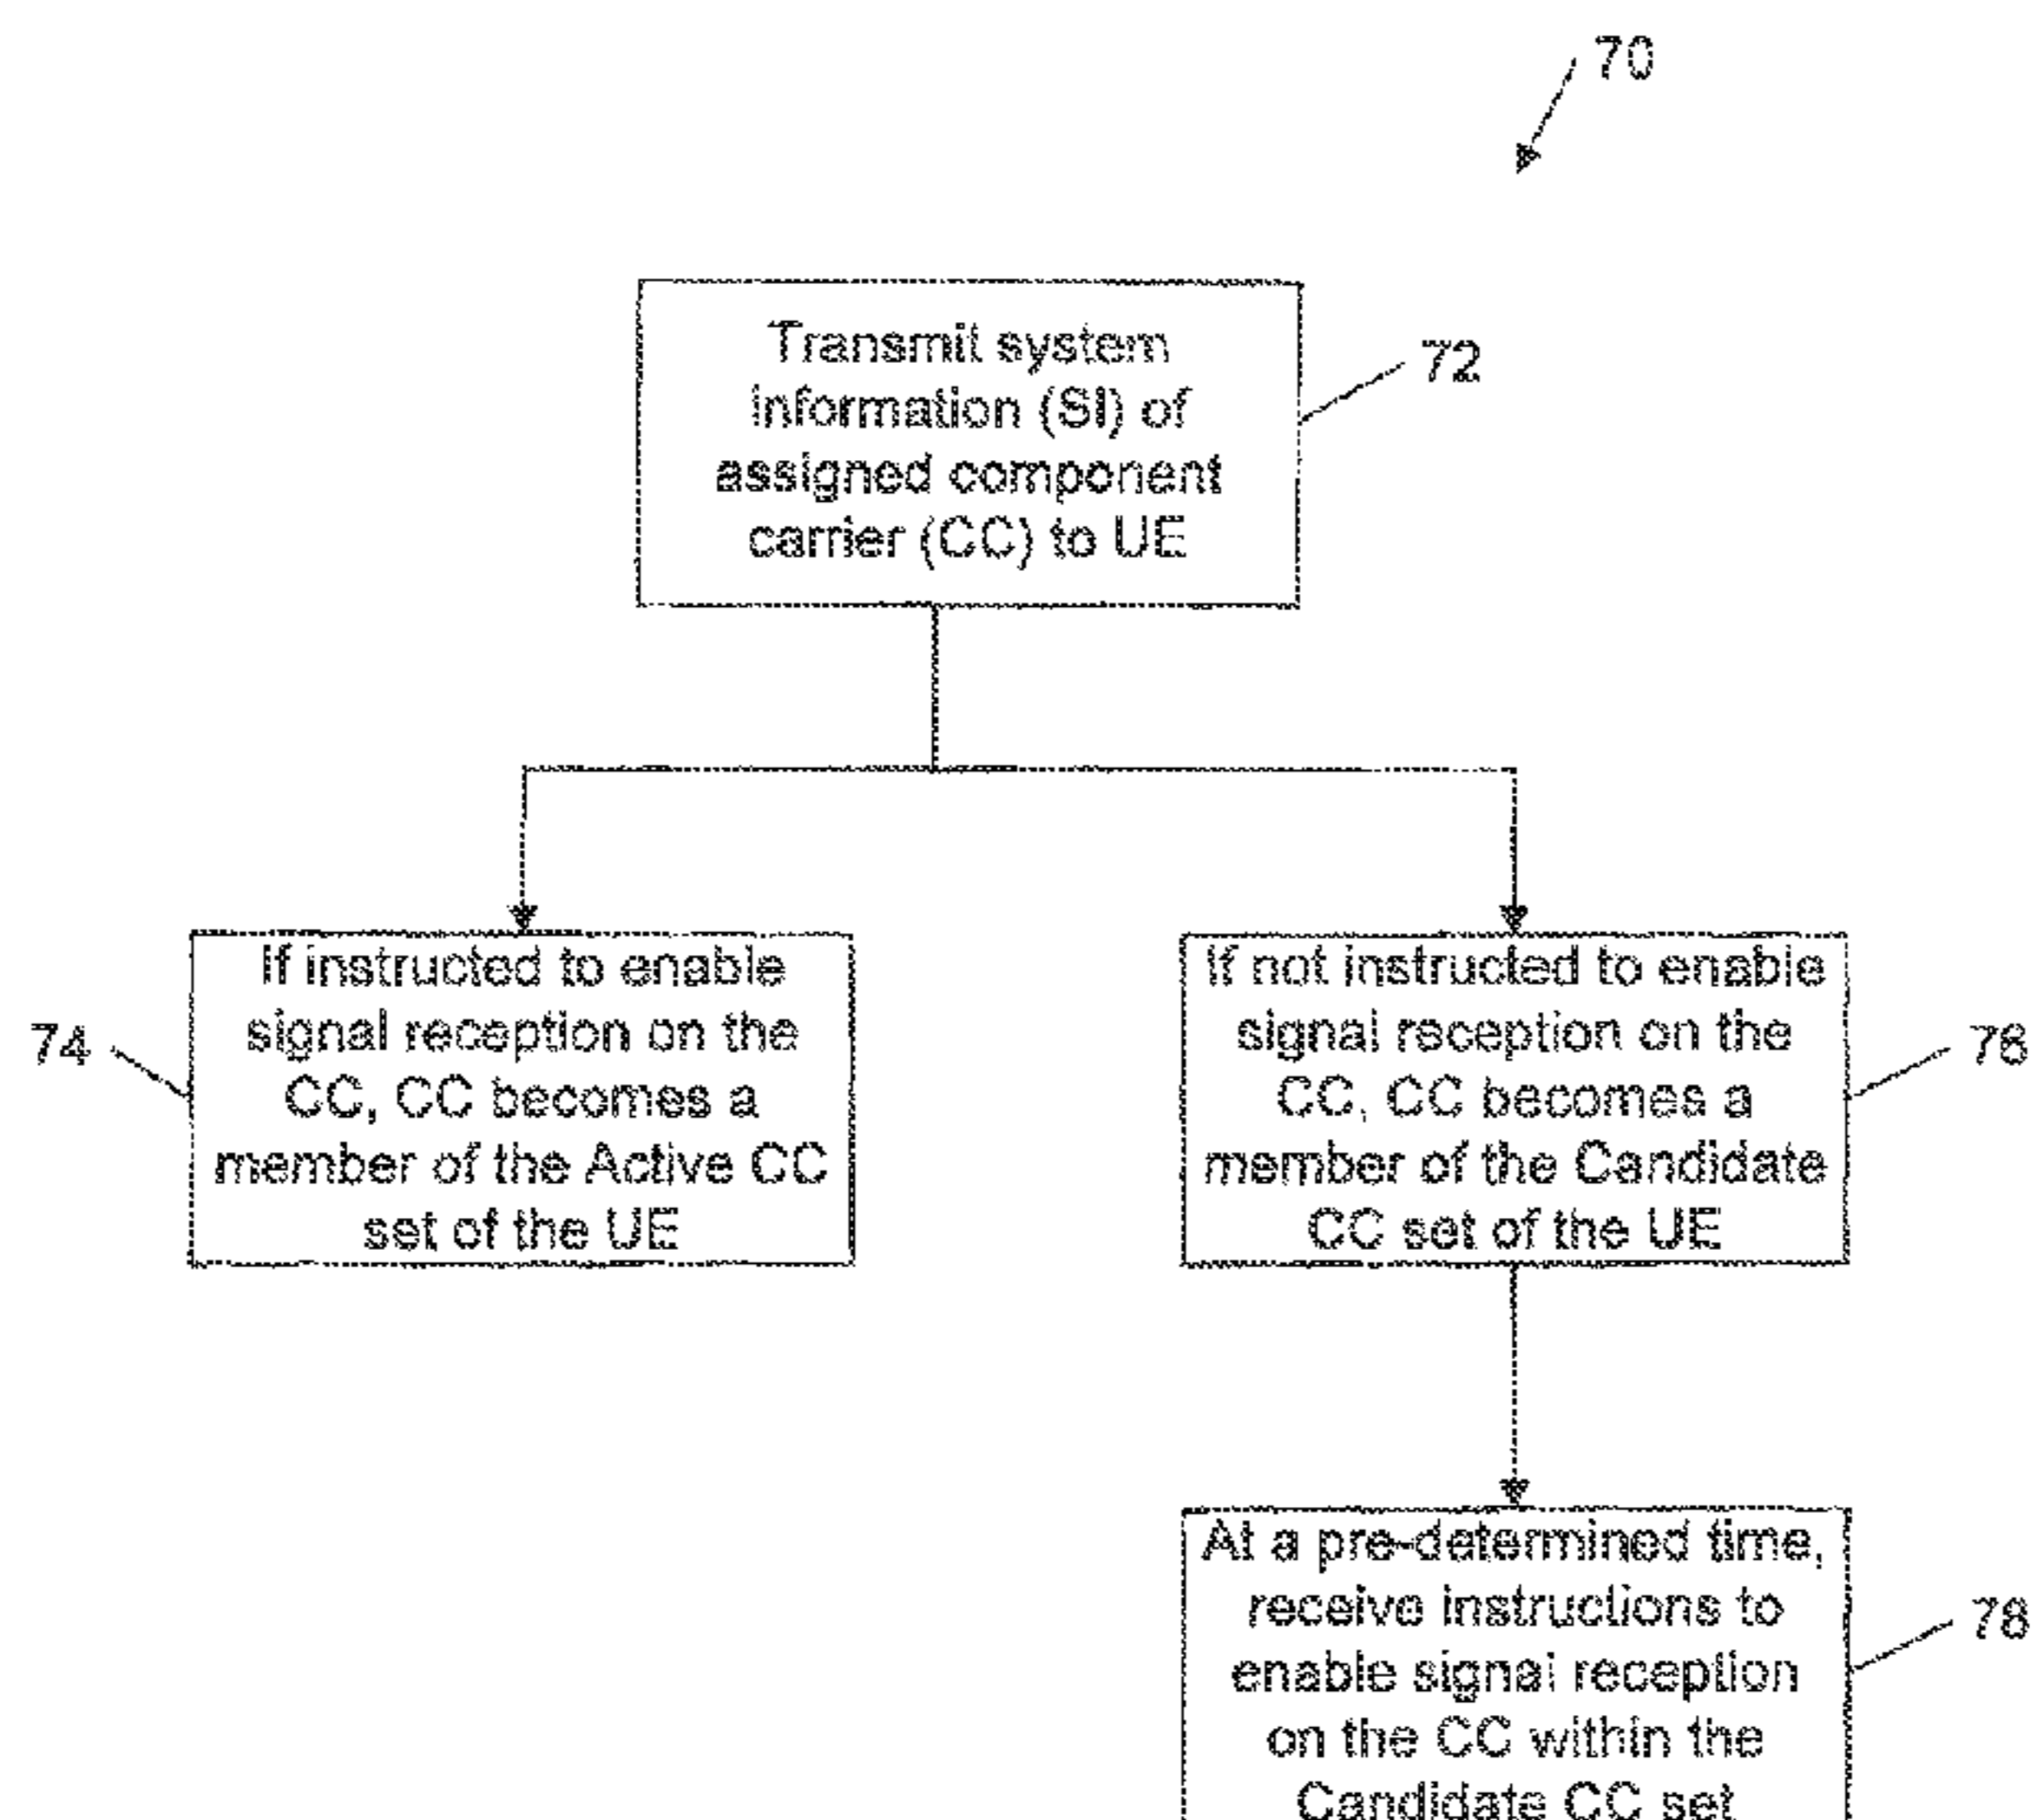 70
Transmit system
information (SI) of
assigned component
carrier (CC) to UE
72
If instructed to enable
signal reception on the
CC, CC becomes a
member of the Active CC
set of the UE
74
If not instructed to enable
signal reception on the
CC, CC becomes a
member of the Candidate
CC set of the UE
76
At a pre-determined time,
receive instructions to
enable signal reception
on the CC within the
Candidate CC set
78